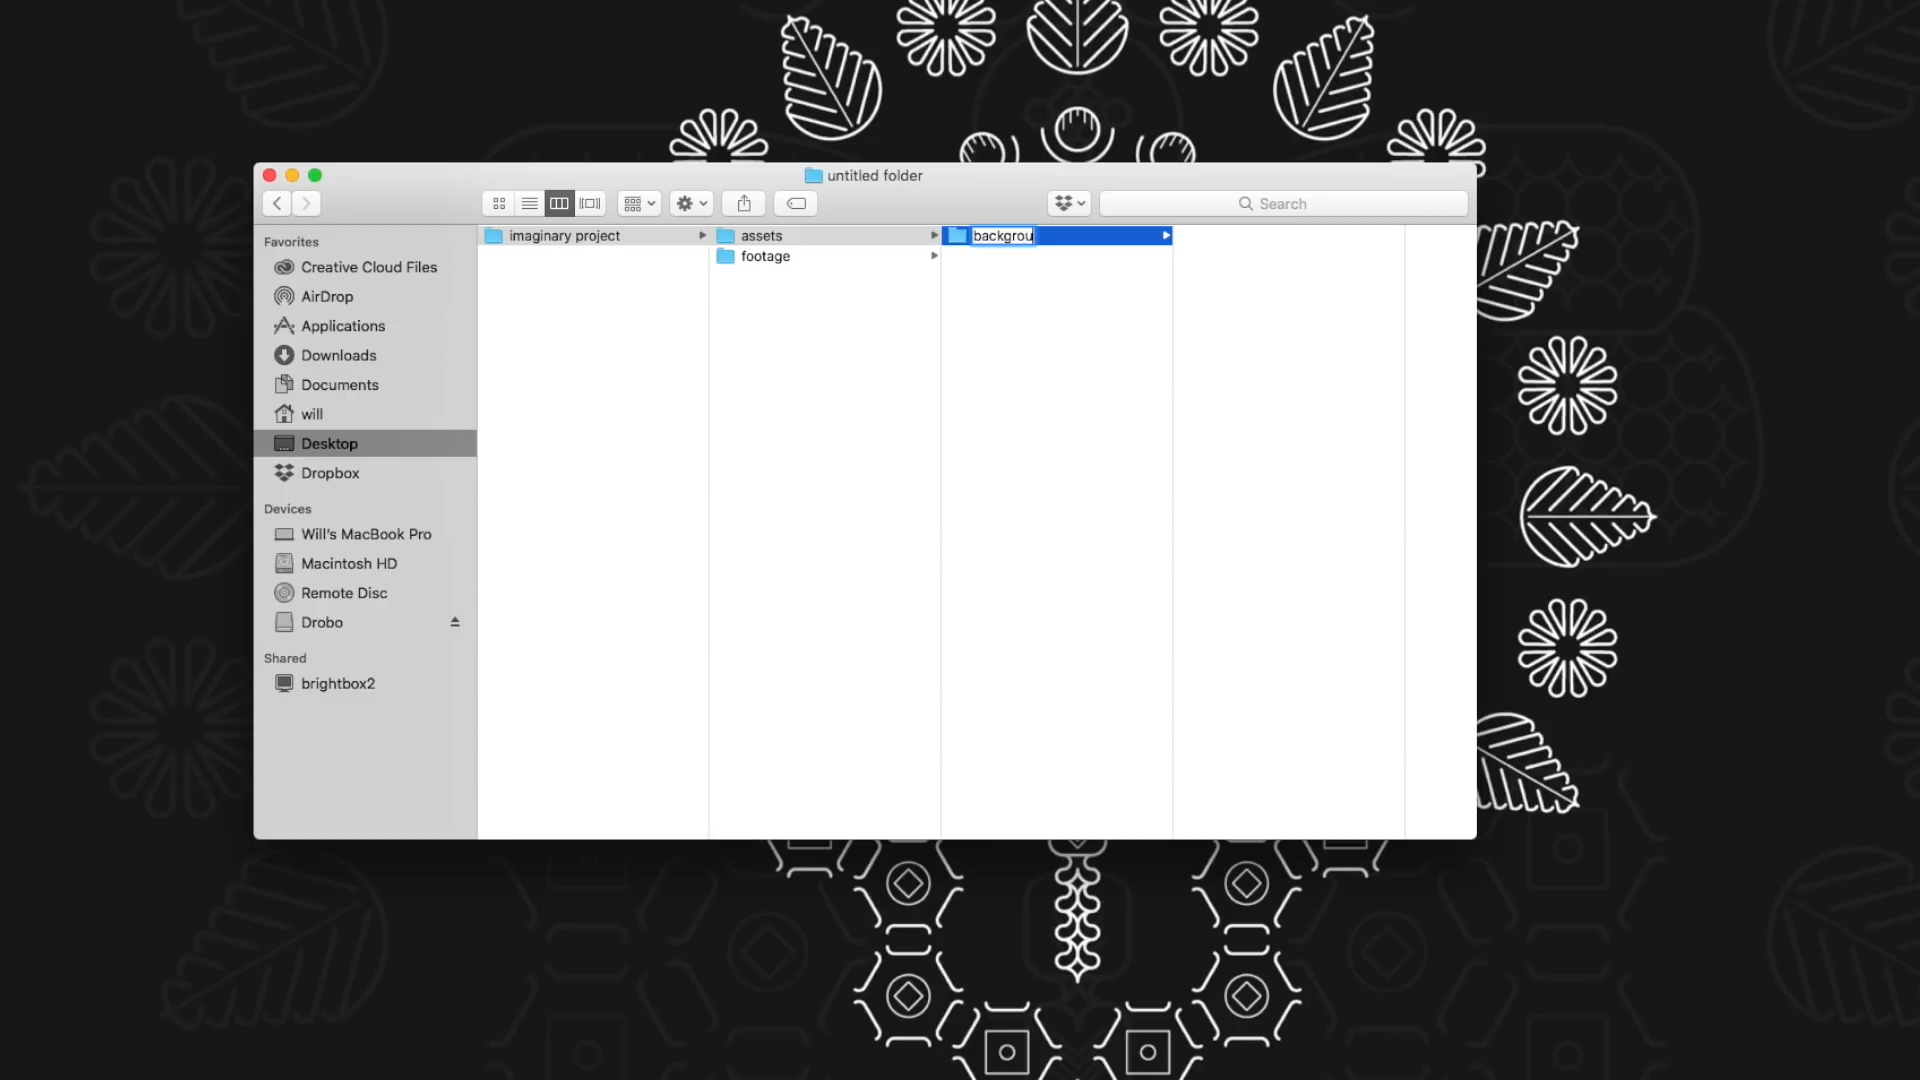 untitled folder
Search
Favorites
Creative Cloud Files
AirDrop
Applications
Downloads
Documents
will
Desktop
Dropbox
Devices
Will's MacBook Pro
Macintosh HD
Remote Disc
Drobo
Shared
brightbox2
imaginary project
assets
footage
backgrou